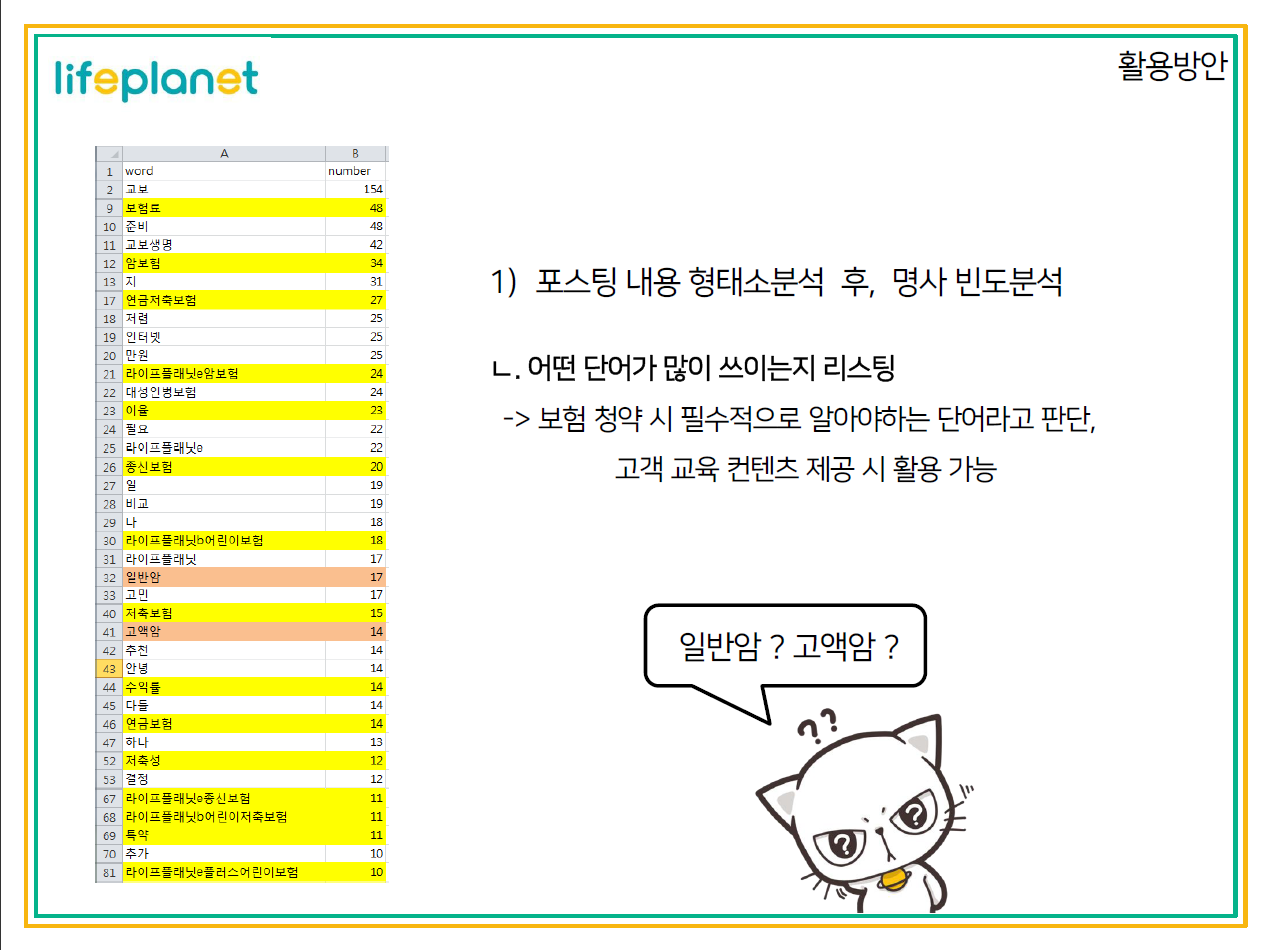 lifeplanet
활용방안
A B
1 word number
2 교보 154
9 보험료 48
10 준비 48
11 교보생명 42
12 암보험 34
13 지 31
17 연금저축보험 27
18 저렴 25
19 인터넷 25
20 만원 25
21 라이프플래닛e암보험 24
22 대성인병보험 24
23 이율 23
24 필요 22
25 라이프플래닛e 22
26 종신보험 20
27 일 19
28 비교 19
29 나 18
30 라이프플래닛b어린이보험 18
31 라이프플래닛 17
32 일반암 17
33 고민 17
40 저축보험 15
41 고액암 14
42 추천 14
43 안녕 14
44 수익률 14
45 다들 14
46 연금보험 14
47 하나 13
52 저축성 12
53 결정 12
67 라이프플래닛e종신보험 11
68 라이프플래닛b어린이저축보험 11
69 특약 11
70 추가 10
81 라이프플래닛e플러스어린이보험 10
1) 포스팅 내용 형태소분석 후, 명사 빈도분석
ㄴ. 어떤 단어가 많이 쓰이는지 리스팅
-> 보험 청약 시 필수적으로 알아야하는 단어라고 판단,
고객 교육 컨텐츠 제공 시 활용 가능
일반암 ? 고액암 ?
??
? ?